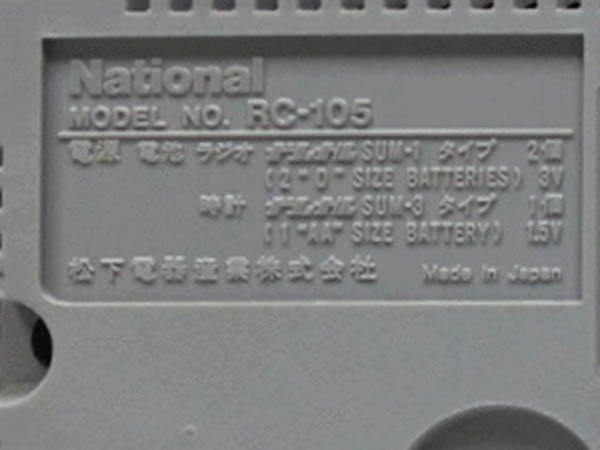 National
MODEL NO. RC-105
電源 電池 ラジオ SUM-1 タイプ 2個
(2 "D" SIZE BATTERIES) 3V
時計 SUM-3 タイプ 1個
(1 "AA" SIZE BATTERY) 1.5V
松下電器産業株式会社 Made in Japan